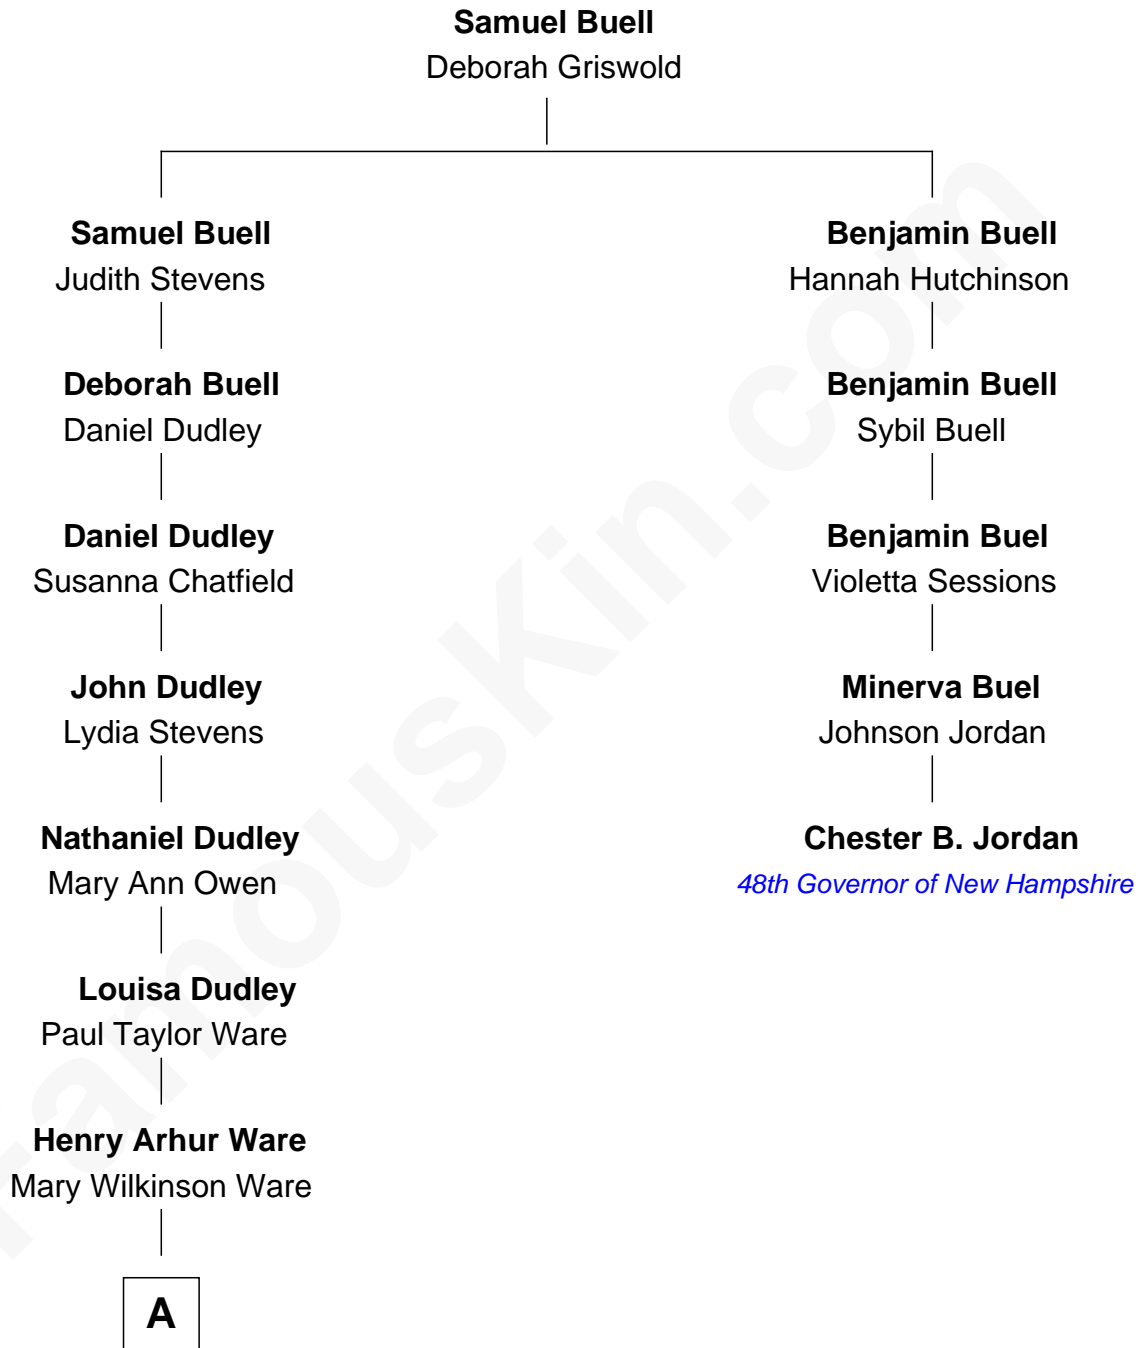 Samuel Buell
Deborah Griswold
Samuel Buell
Judith Stevens
Deborah Buell
Daniel Dudley
Daniel Dudley
Susanna Chatfield
John Dudley
Lydia Stevens
Nathaniel Dudley
Mary Ann Owen
Louisa Dudley
Paul Taylor Ware
Henry Arhur Ware
Mary Wilkinson Ware
A
Benjamin Buell
Hannah Hutchinson
Benjamin Buell
Sybil Buell
Benjamin Buel
Violetta Sessions
Minerva Buel
Johnson Jordan
Chester B. Jordan
48th Governor of New Hampshire
FamousKin.com